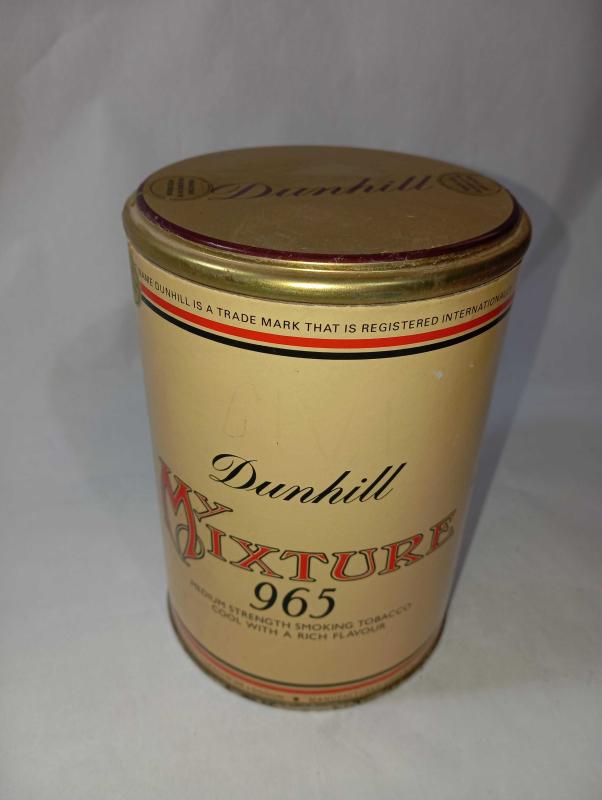 Dunhill
NAME DUNHILL IS A TRADE MARK THAT IS REGISTERED INTERNATIONALLY
Dunhill
My Mixture
965
MEDIUM STRENGTH SMOKING TOBACCO
COOL WITH A RICH FLAVOUR